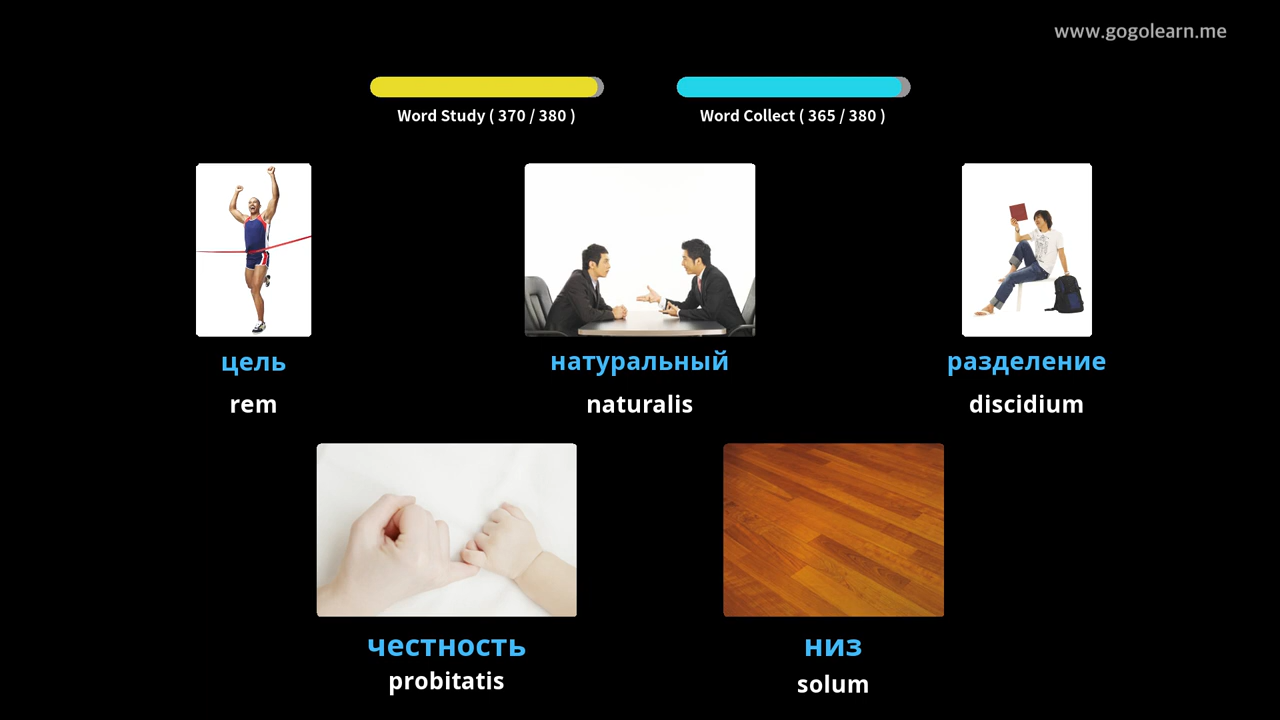 www.gogolearn.me
Word Study ( 370 / 380 )
Word Collect ( 365 / 380 )
цель
натуральный
разделение
rem
naturalis
discidium
честность
низ
probitatis
solum